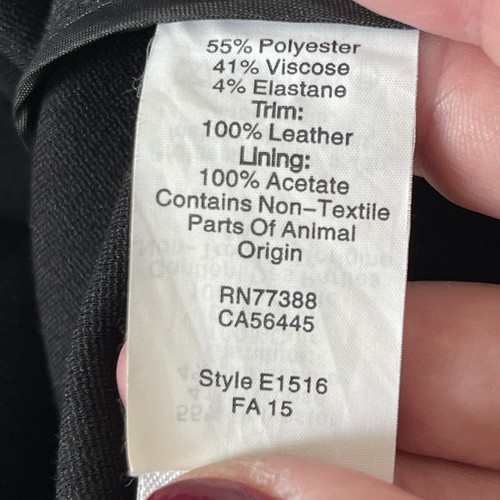 55% Polyester
41% Viscose
4% Elastane
Trim:
100% Leather
Lining:
100% Acetate
Contains Non-Textile
Parts Of Animal
Origin
RN77388
CA56445
Style E1516
FA 15